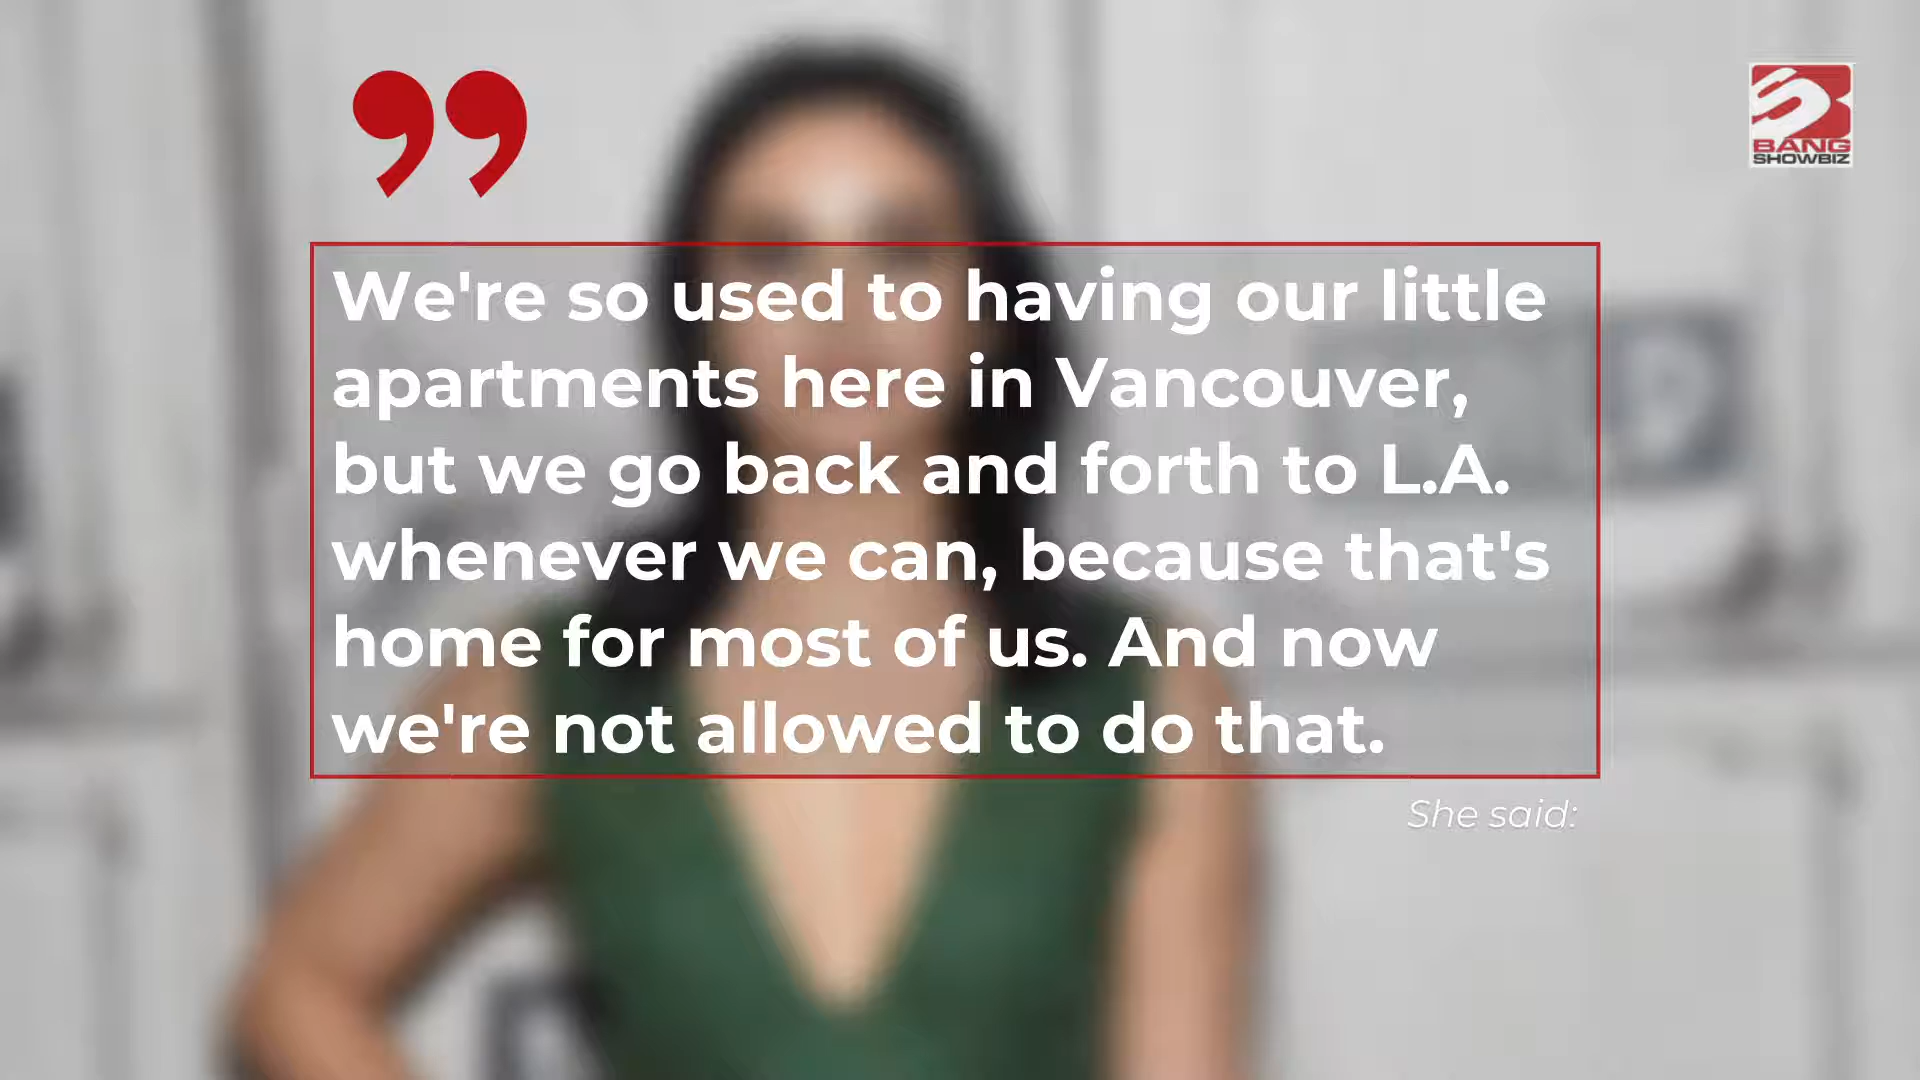 ”
BANG
SHOWBIZ
We're so used to having our little
apartments here in Vancouver,
but we go back and forth to L.A.
whenever we can, because that's
home for most of us. And now
we're not allowed to do that.
She said: